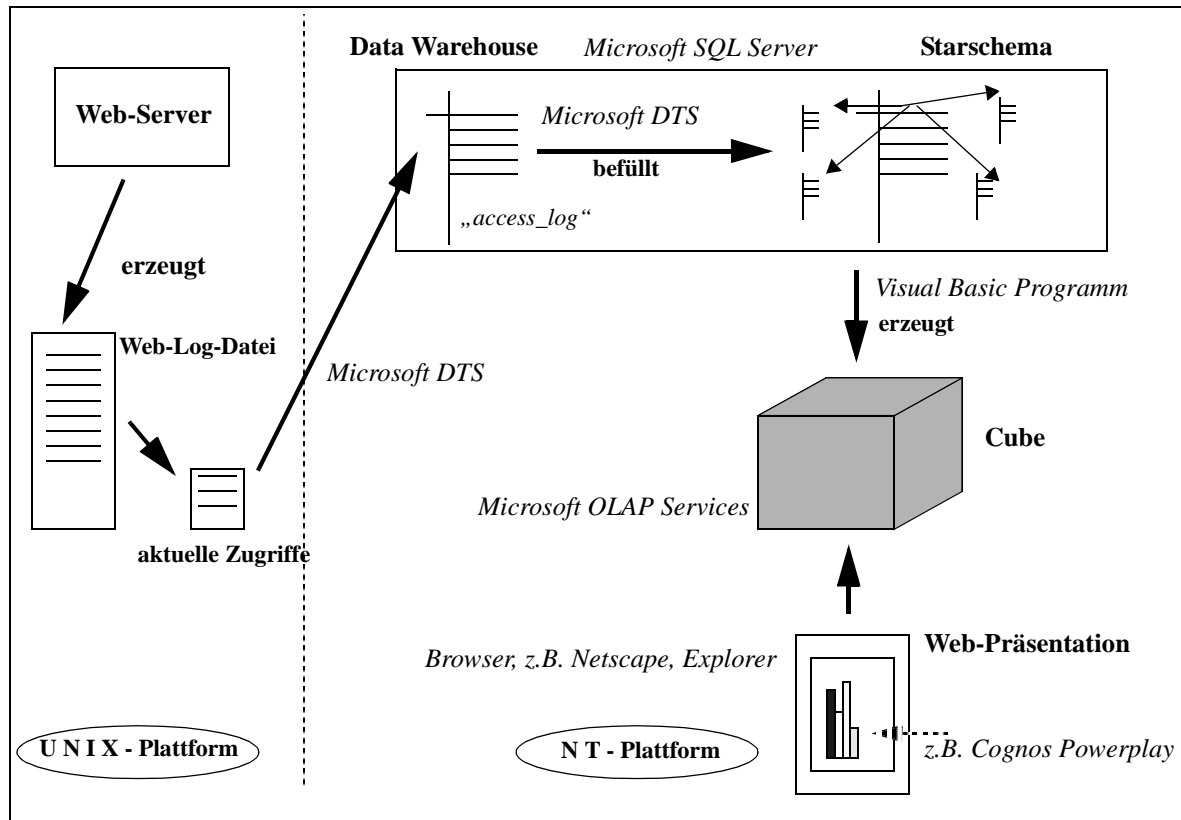 Data Warehouse
Microsoft SQL Server
Starschema
Web-Server
Microsoft DTS
befüllt
„access_log“
erzeugt
Visual Basic Programm
erzeugt
Web-Log-Datei
Microsoft DTS
Cube
Microsoft OLAP Services
aktuelle Zugriffe
Web-Präsentation
Browser, z.B. Netscape, Explorer
U N I X - Plattform
N T - Plattform
z.B. Cognos Powerplay